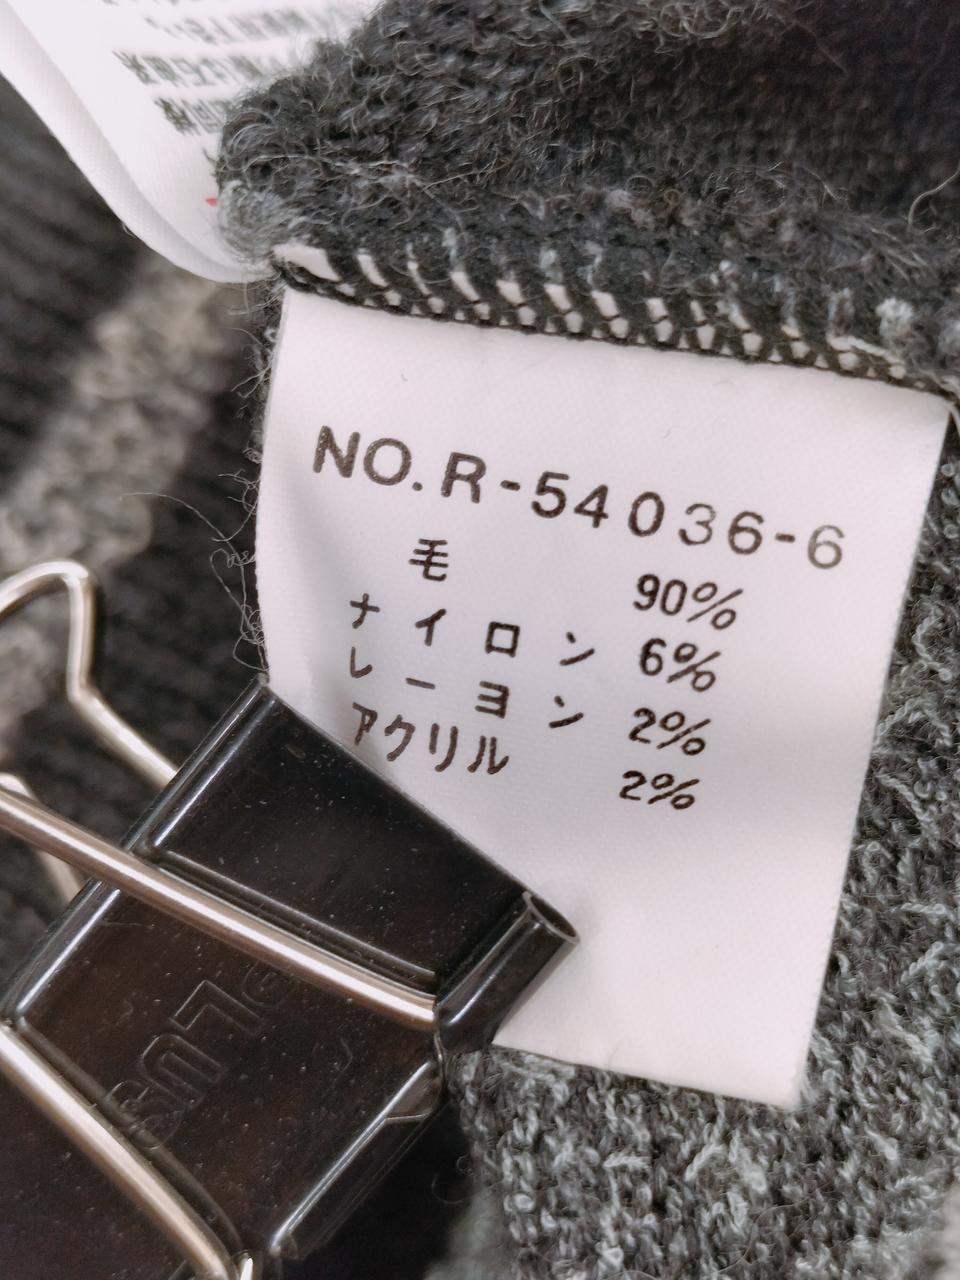 NO.R-54036-6
毛 90%
ナイロン 6%
レーヨン 2%
アクリル 2%